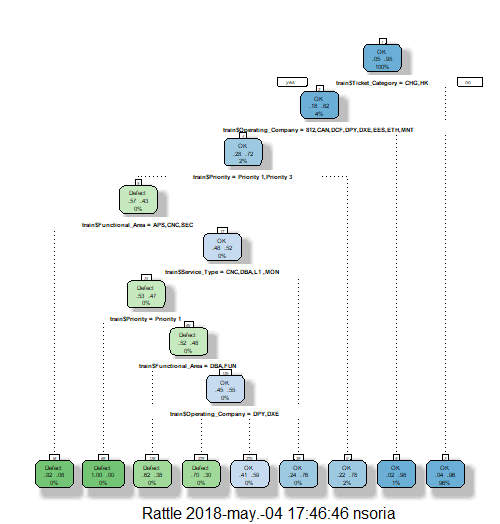 OK
.05 .95
100%
yes
train$Ticket_Category = CHG,HK
no
OK
.18 .82
4%
train$Operating_Company = 812,CAN,DCF,DPY,DXE,EES,ETH,MNT
OK
.28 .72
2%
train$Priority = Priority 1,Priority 3
Defect
.57 .43
0%
train$Functional_Area = APS,CNC,SEC
OK
.48 .52
0%
train$Service_Type = CNC,DBA,L1 ,MON
Defect
.53 .47
0%
train$Priority = Priority 1
Defect
.52 .48
0%
train$Functional_Area = DBA,FUN
OK
.45 .55
0%
train$Operating_Company = DPY,DXE
Defect Defect Defect Defect OK OK OK OK OK
.92 .08 1.00 .00 .62 .38 .70 .30 .41 .59 .24 .76 .22 .78 .02 .98 .04 .96
0% 0% 0% 0% 0% 0% 2% 1% 96%
Rattle 2018-may.-04 17:46:46 nsoria